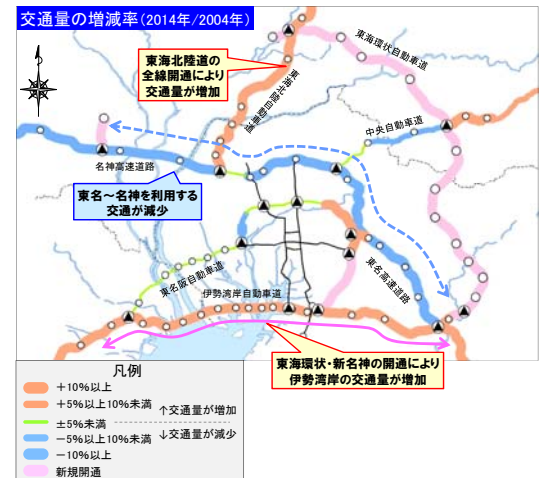 交通量の増減率(2014年/2004年)
東海北陸道の
全線開通により
交通量が増加
東海環状自動車道
東海北陸自動車道
中央自動車道
名神高速道路
東名～名神を利用する
交通が減少
東名阪自動車道
東名高速道路
伊勢湾岸自動車道
東海環状・新名神の開通により
伊勢湾岸の交通量が増加
凡例
＋10%以上
＋5%以上10%未満
↑交通量が増加
±5%未満
↓交通量が減少
－5%以上10%未満
－10%以上
新規開通